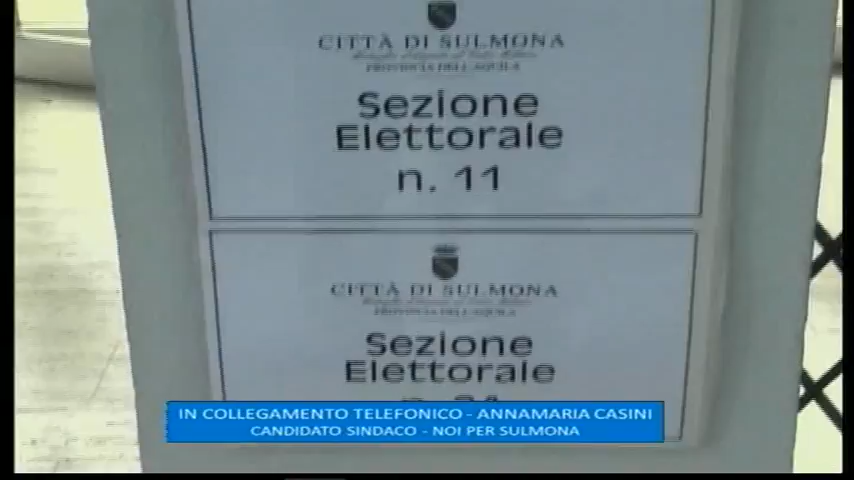 CITTÀ DI SULMONA
PROVINCIA DELL'AQUILA
Sezione
Elettorale
n. 11
CITTÀ DI SULMONA
PROVINCIA DELL'AQUILA
Sezione
Elettorale
IN COLLEGAMENTO TELEFONICO - ANNAMARIA CASINI
CANDIDATO SINDACO - NOI PER SULMONA